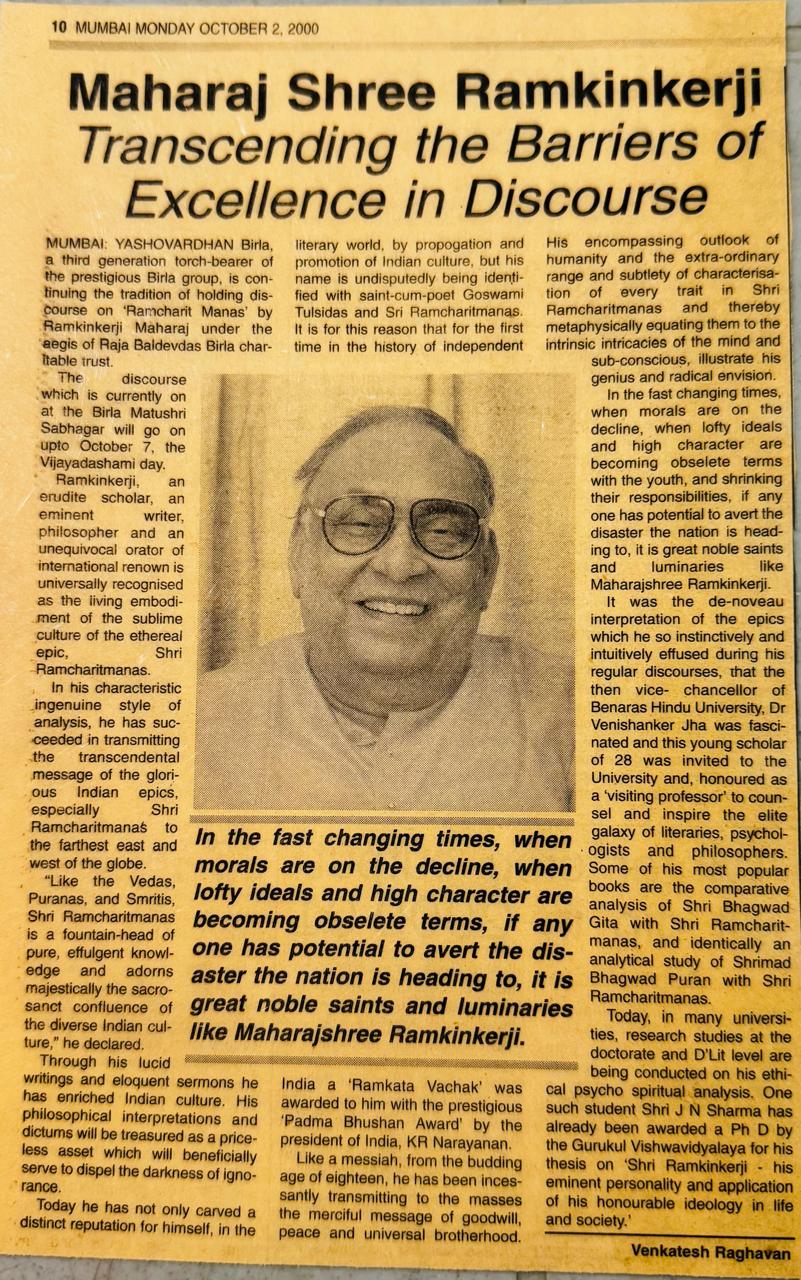 10 MUMBAI MONDAY OCTOBER 2, 2000
Maharaj Shree Ramkinkerji
Transcending the Barriers of
Excellence in Discourse
MUMBAI: YASHOVARDHAN Birla,
a third generation torch-bearer of
the prestigious Birla group, is con-
tinuing the tradition of holding dis-
course on 'Ramcharit Manas' by
Ramkinkerji Maharaj under the
aegis of Raja Baldevdas Birla char-
itable trust.
The discourse
which is currently on
at the Birla Matushri
Sabhagar will go on
upto October 7, the
Vijayadashami day.
Ramkinkerji, an
erudite scholar, an
eminent writer,
philosopher and an
unequivocal orator of
international renown is
universally recognised
as the living embodi-
ment of the sublime
culture of the ethereal
epic, Shri
Ramcharitmanas.
In his characteristic
ingenuine style of
analysis, he has suc-
ceeded in transmitting
the transcendental
message of the glori-
ous Indian epics,
especially Shri
Ramcharitmanas to
the farthest east and
west of the globe.
"Like the Vedas,
Puranas, and Smritis,
Shri Ramcharitmanas
is a fountain-head of
pure, effulgent knowl-
edge and adorns
majestically the sacro-
sanct confluence of
the diverse Indian cul-
ture," he declared.
Through his lucid
writings and eloquent sermons he
has enriched Indian culture. His
philosophical interpretations and
dictums will be treasured as a price-
less asset which will beneficially
serve to dispel the darkness of igno-
rance.
Today he has not only carved a
distinct reputation for himself, in the
literary world, by propogation and
promotion of Indian culture, but his
name is undisputedly being identi-
fied with saint-cum-poet Goswami
Tulsidas and Sri Ramcharitmanas.
It is for this reason that for the first
time in the history of independent
In the fast changing times, when
morals are on the decline, when
lofty ideals and high character are
becoming obselete terms, if any
one has potential to avert the dis-
aster the nation is heading to, it is
great noble saints and luminaries
like Maharajshree Ramkinkerji.
India a 'Ramkata Vachak' was
awarded to him with the prestigious
'Padma Bhushan Award' by the
president of India, KR Narayanan.
Like a messiah, from the budding
age of eighteen, he has been inces-
santly transmitting to the masses
the merciful message of goodwill,
peace and universal brotherhood.
His encompassing outlook of
humanity and the extra-ordinary
range and subtlety of characterisa-
tion of every trait in Shri
Ramcharitmanas and thereby
metaphysically equating them to the
intrinsic intricacies of the mind and
sub-conscious, illustrate his
genius and radical envision.
In the fast changing times,
when morals are on the
decline, when lofty ideals
and high character are
becoming obselete terms
with the youth, and shrinking
their responsibilities, if any
one has potential to avert the
disaster the nation is head-
ing to, it is great noble saints
and luminaries like
Maharajshree Ramkinkerji.
It was the de-noveau
interpretation of the epics
which he so instinctively and
intuitively effused during his
regular discourses, that the
then vice- chancellor of
Benaras Hindu University, Dr
Venishanker Jha was fasci-
nated and this young scholar
of 28 was invited to the
University and, honoured as
a 'visiting professor' to coun-
sel and inspire the elite
galaxy of literaries, psychol-
ogists and philosophers.
Some of his most popular
books are the comparative
analysis of Shri Bhagwad
Gita with Shri Ramcharit-
manas, and identically an
analytical study of Shrimad
Bhagwad Puran with Shri
Ramcharitmanas.
Today, in many universi-
ties, research studies at the
doctorate and D'Lit level are
being conducted on his ethi-
cal psycho spiritual analysis. One
such student Shri J N Sharma has
already been awarded a Ph D by
the Gurukul Vishwavidyalaya for his
thesis on 'Shri Ramkinkerji - his
eminent personality and application
of his honourable ideology in life
and society.'
Venkatesh Raghavan